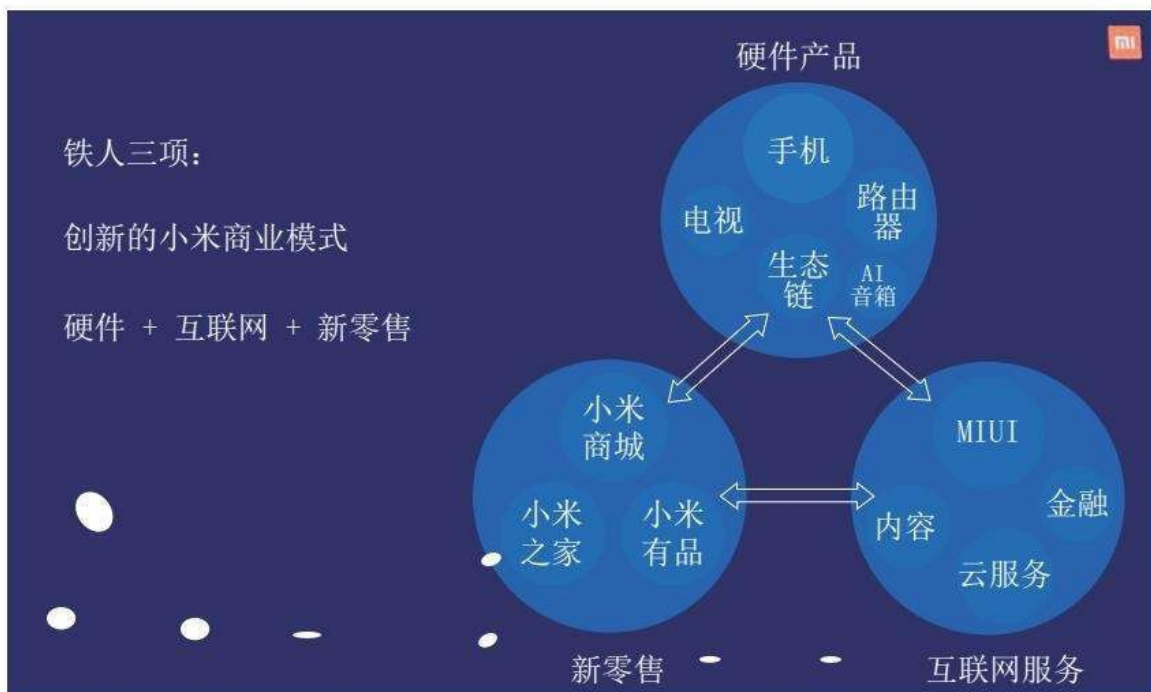 mi
硬件产品
铁人三项:
创新的小米商业模式
硬件 + 互联网 + 新零售
手机
电视
路由
器
生态
链
AI
音箱
小米
商城
小米
之家
小米
有品
MIUI
内容
金融
云服务
新零售
互联网服务